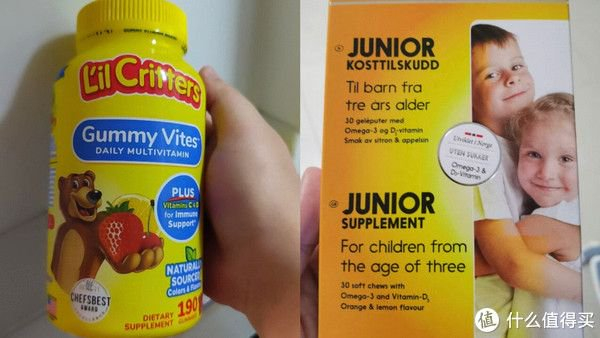 L'il Critters
Gummy Vites™
DAILY MULTIVITAMIN
PLUS
Vitamins C + D
for Immune
Support*
NATURALLY
SOURCED
Colors & Flavors
CHEFSBEST
AWARD
DIETARY
SUPPLEMENT
190
GUMMIES
JUNIOR
KOSTTILSKUDD
Til barn fra
tre års alder
30 geléputer med
Omega-3 og D₃-vitamin
Smak av sitron & appelsin
Utviklet i Norge
UTEN SUKKER
Omega-3 &
D₃-Vitamin
JUNIOR
SUPPLEMENT
For children from
the age of three
30 soft chews with
Omega-3 and Vitamin-D₃
Orange & lemon flavour
值 什么值得买